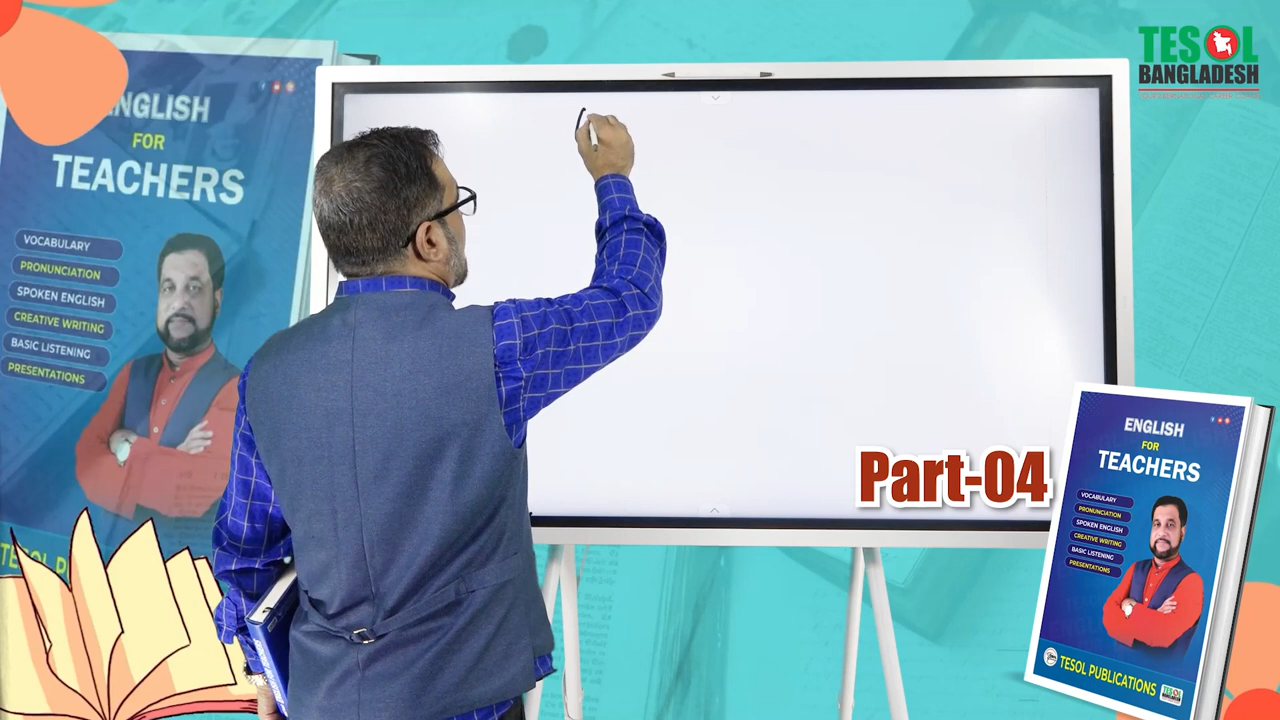 TESOL
BANGLADESH
ENGLISH
FOR
TEACHERS
VOCABULARY
PRONUNCIATION
SPOKEN ENGLISH
CREATIVE WRITING
BASIC LISTENING
PRESENTATIONS
Part-04
ENGLISH
FOR
TEACHERS
VOCABULARY
PRONUNCIATION
SPOKEN ENGLISH
CREATIVE WRITING
BASIC LISTENING
PRESENTATIONS
TESOL PUBLICATIONS
TESOL